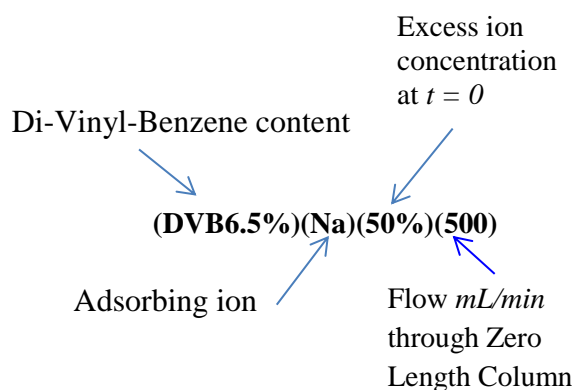 Excess ion
concentration
at t = 0
Di-Vinyl-Benzene content
(DVB6.5%)(Na)(50%)(500)
Adsorbing ion
Flow mL/min
through Zero
Length Column